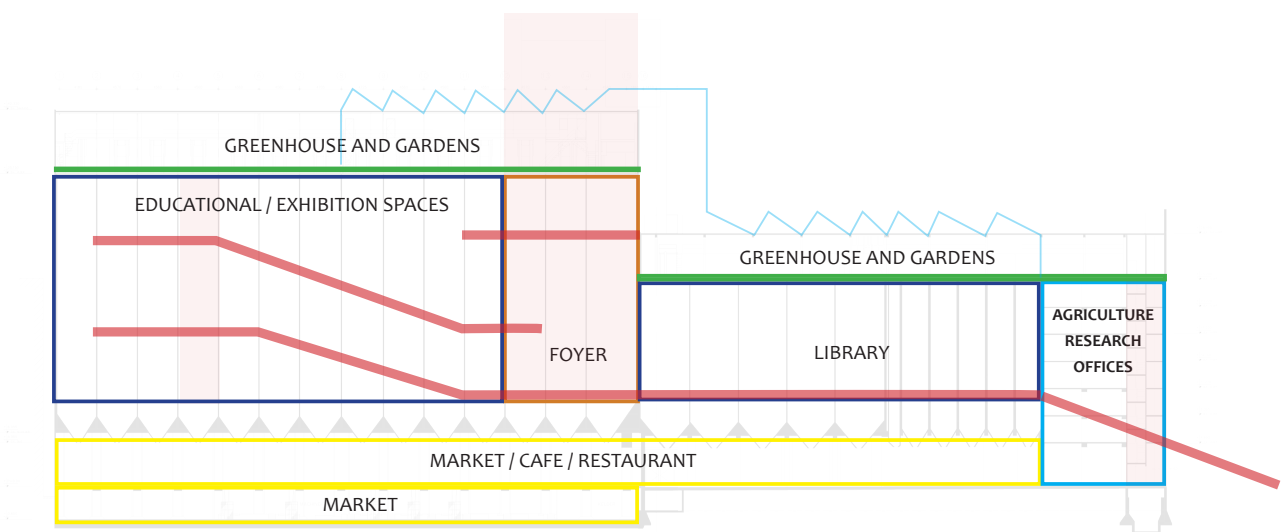 GREENHOUSE AND GARDENS
EDUCATIONAL / EXHIBITION SPACES
GREENHOUSE AND GARDENS
AGRICULTURE
RESEARCH
OFFICES
FOYER
LIBRARY
MARKET / CAFE / RESTAURANT
MARKET